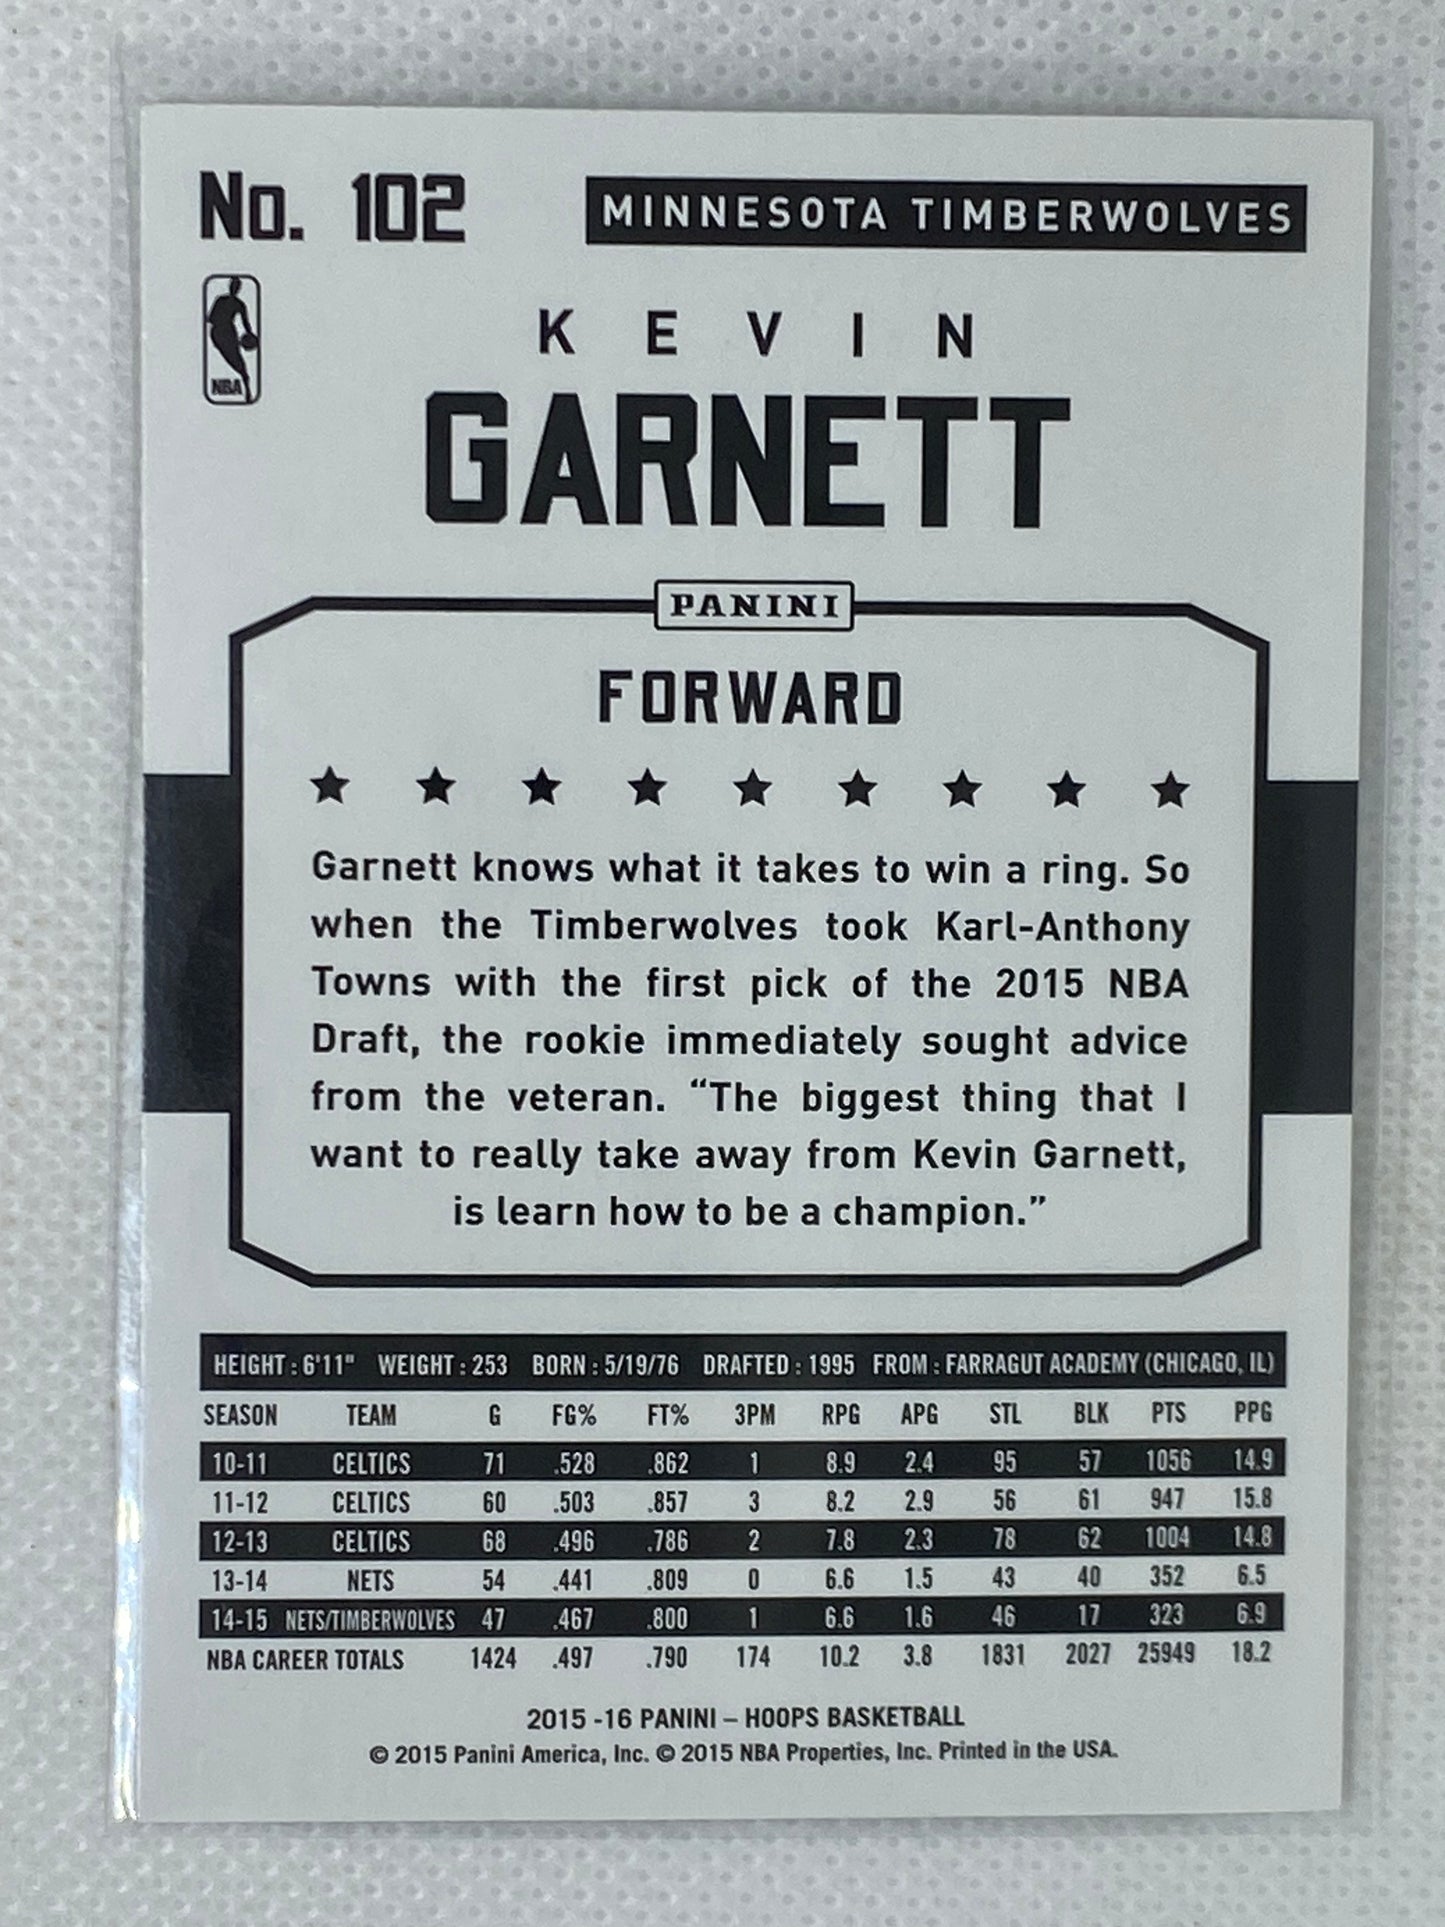 No. 102
MINNESOTA TIMBERWOLVES
NBA
KEVIN
GARNETT
PANINI
FORWARD
Garnett knows what it takes to win a ring. So
when the Timberwolves took Karl-Anthony
Towns with the first pick of the 2015 NBA
Draft, the rookie immediately sought advice
from the veteran. “The biggest thing that I
want to really take away from Kevin Garnett,
is learn how to be a champion.”
HEIGHT : 6'11" WEIGHT : 253 BORN : 5/19/76 DRAFTED : 1995 FROM : FARRAGUT ACADEMY (CHICAGO, IL)
SEASON TEAM G FG% FT% 3PM RPG APG STL BLK PTS PPG
10-11 CELTICS 71 .528 .862 1 8.9 2.4 95 57 1056 14.9
11-12 CELTICS 60 .503 .857 3 8.2 2.9 56 61 947 15.8
12-13 CELTICS 68 .496 .786 2 7.8 2.3 78 62 1004 14.8
13-14 NETS 54 .441 .809 0 6.6 1.5 43 40 352 6.5
14-15 NETS/TIMBERWOLVES 47 .467 .800 1 6.6 1.6 46 17 323 6.9
NBA CAREER TOTALS 1424 .497 .790 174 10.2 3.8 1831 2027 25949 18.2
2015 -16 PANINI – HOOPS BASKETBALL
© 2015 Panini America, Inc. © 2015 NBA Properties, Inc. Printed in the USA.